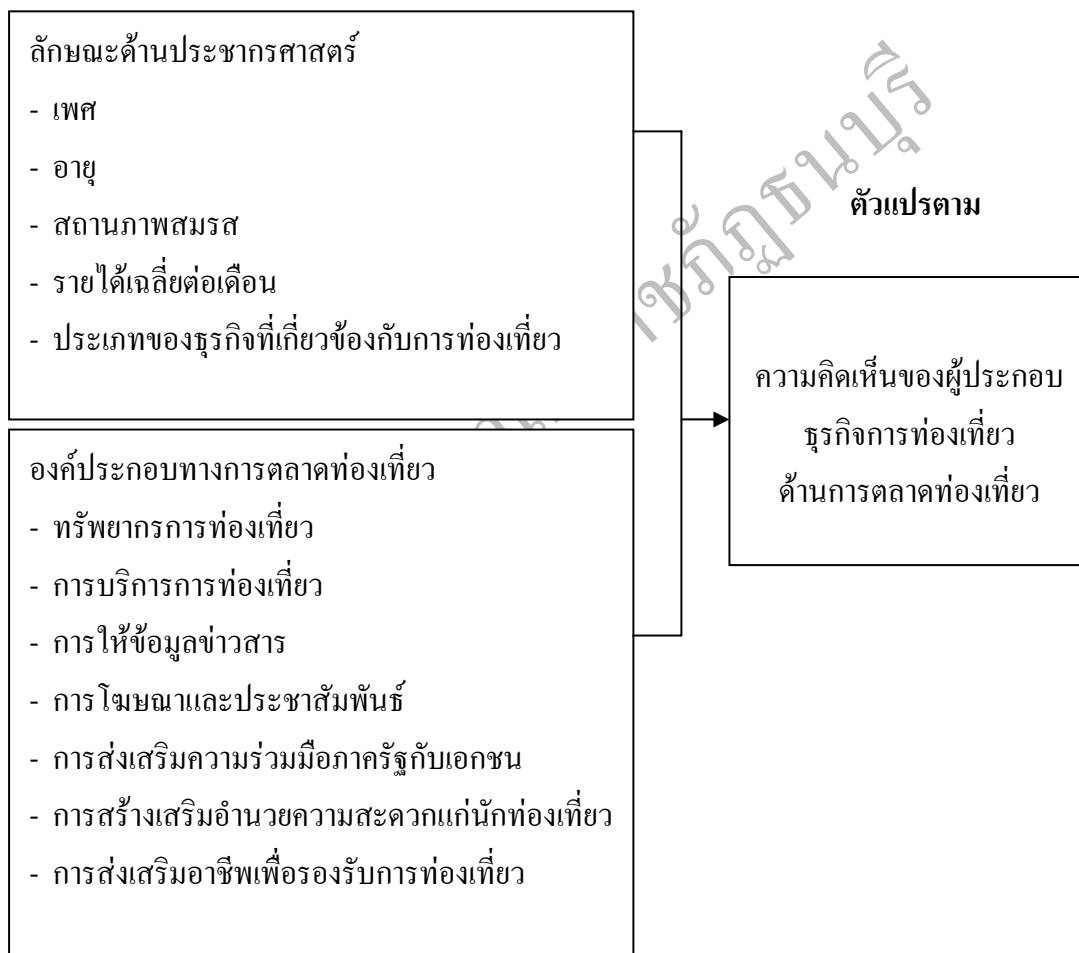 ลักษณะด้านประชากรศาสตร์
- เพศ
- อายุ
- สถานภาพสมรส
- รายได้เฉลี่ยต่อเดือน
- ประเภทของธุรกิจที่เกี่ยวข้องกับการท่องเที่ยว
องค์ประกอบทางการตลาดท่องเที่ยว
- ทรัพยากรการท่องเที่ยว
- การบริการการท่องเที่ยว
- การให้ข้อมูลข่าวสาร
- การโฆษณาและประชาสัมพันธ์
- การส่งเสริมความร่วมมือภาครัฐกับเอกชน
- การสร้างเสริมอำนวยความสะดวกแก่นักท่องเที่ยว
- การส่งเสริมอาชีพเพื่อรองรับการท่องเที่ยว
ตัวแปรตาม
ความคิดเห็นของผู้ประกอบ
ธุรกิจการท่องเที่ยว
ด้านการตลาดท่องเที่ยว